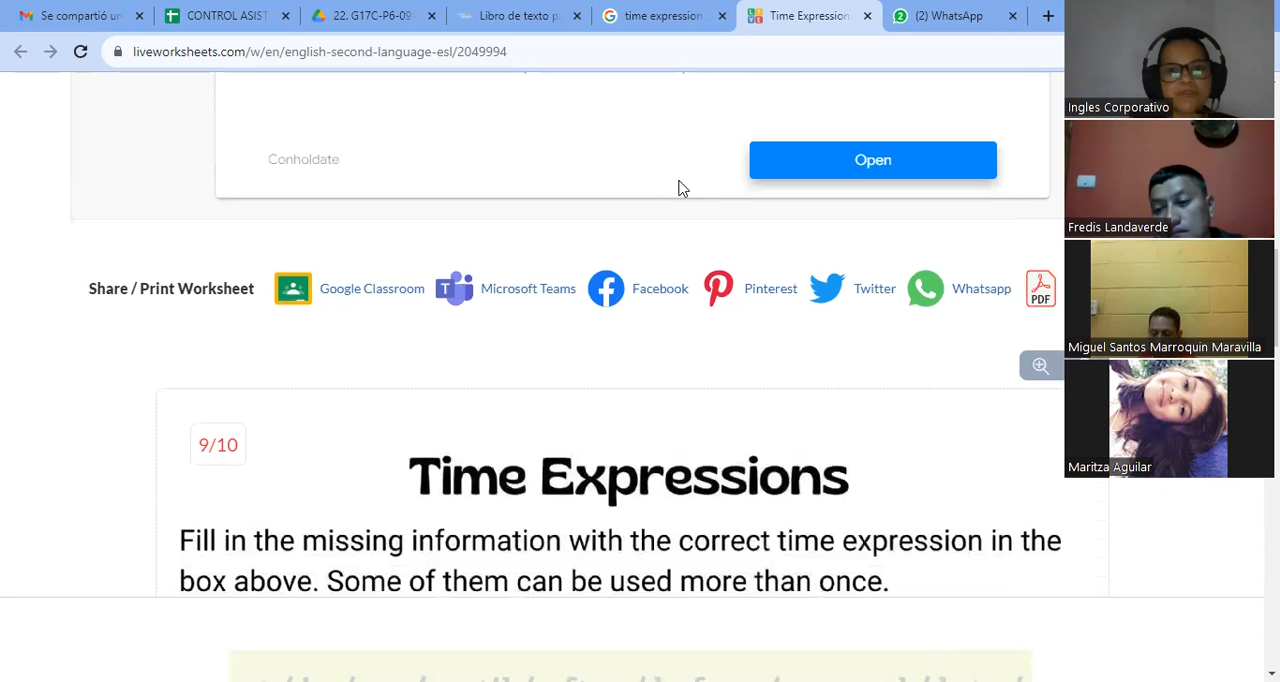 Se compartió un
CONTROL ASIST
22. G17C-P6-09-
Libro de texto p
time expression
Time Expression
(2) WhatsApp
liveworksheets.com/w/en/english-second-language-esl/2049994
Conholdate
Open
Share / Print Worksheet
Google Classroom
Microsoft Teams
Facebook
Pinterest
Twitter
Whatsapp
PDF
9/10
Time Expressions
Fill in the missing information with the correct time expression in the
box above. Some of them can be used more than once.
Ingles Corporativo
Fredis Landaverde
Miguel Santos Marroquin Maravilla
Maritza Aguilar